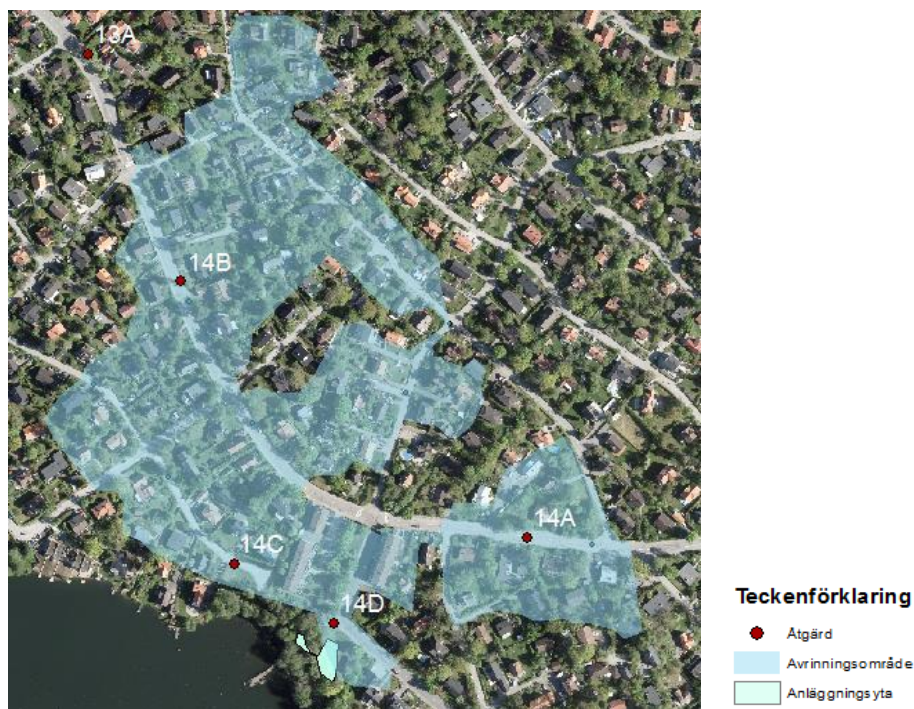 13A
14B
14A
14C
14D
Teckenförklaring
Åtgärd
Avrinningsområde
Anläggningsyta